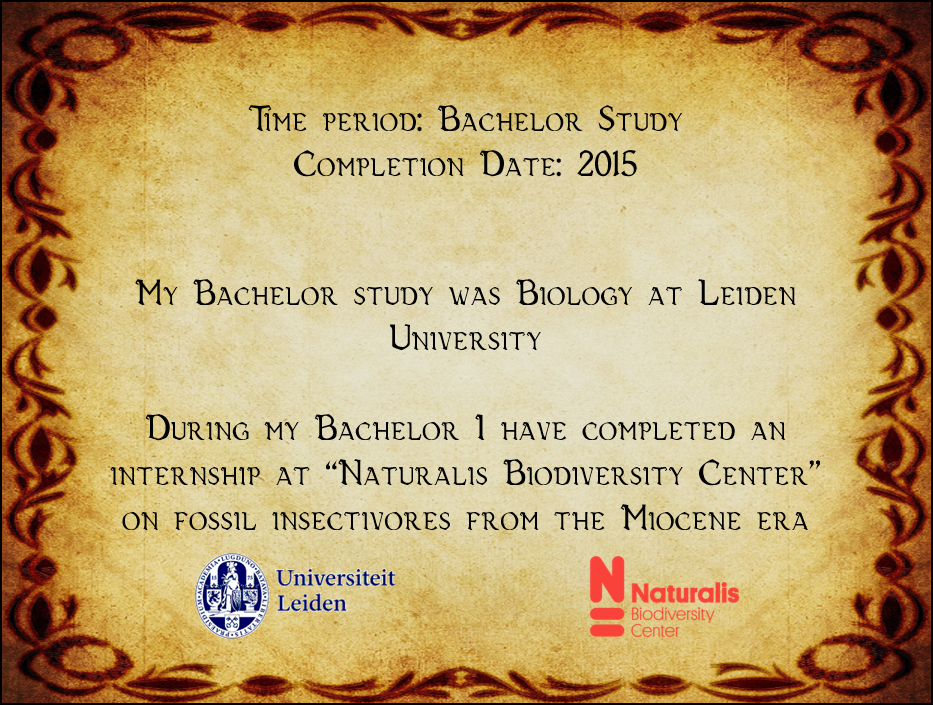 Time period: Bachelor Study
Completion Date: 2015
My Bachelor study was Biology at Leiden
University
During my Bachelor I have completed an
internship at “Naturalis Biodiversity Center”
on fossil insectivores from the Miocene era
Universiteit
Leiden
Naturalis
Biodiversity
Center